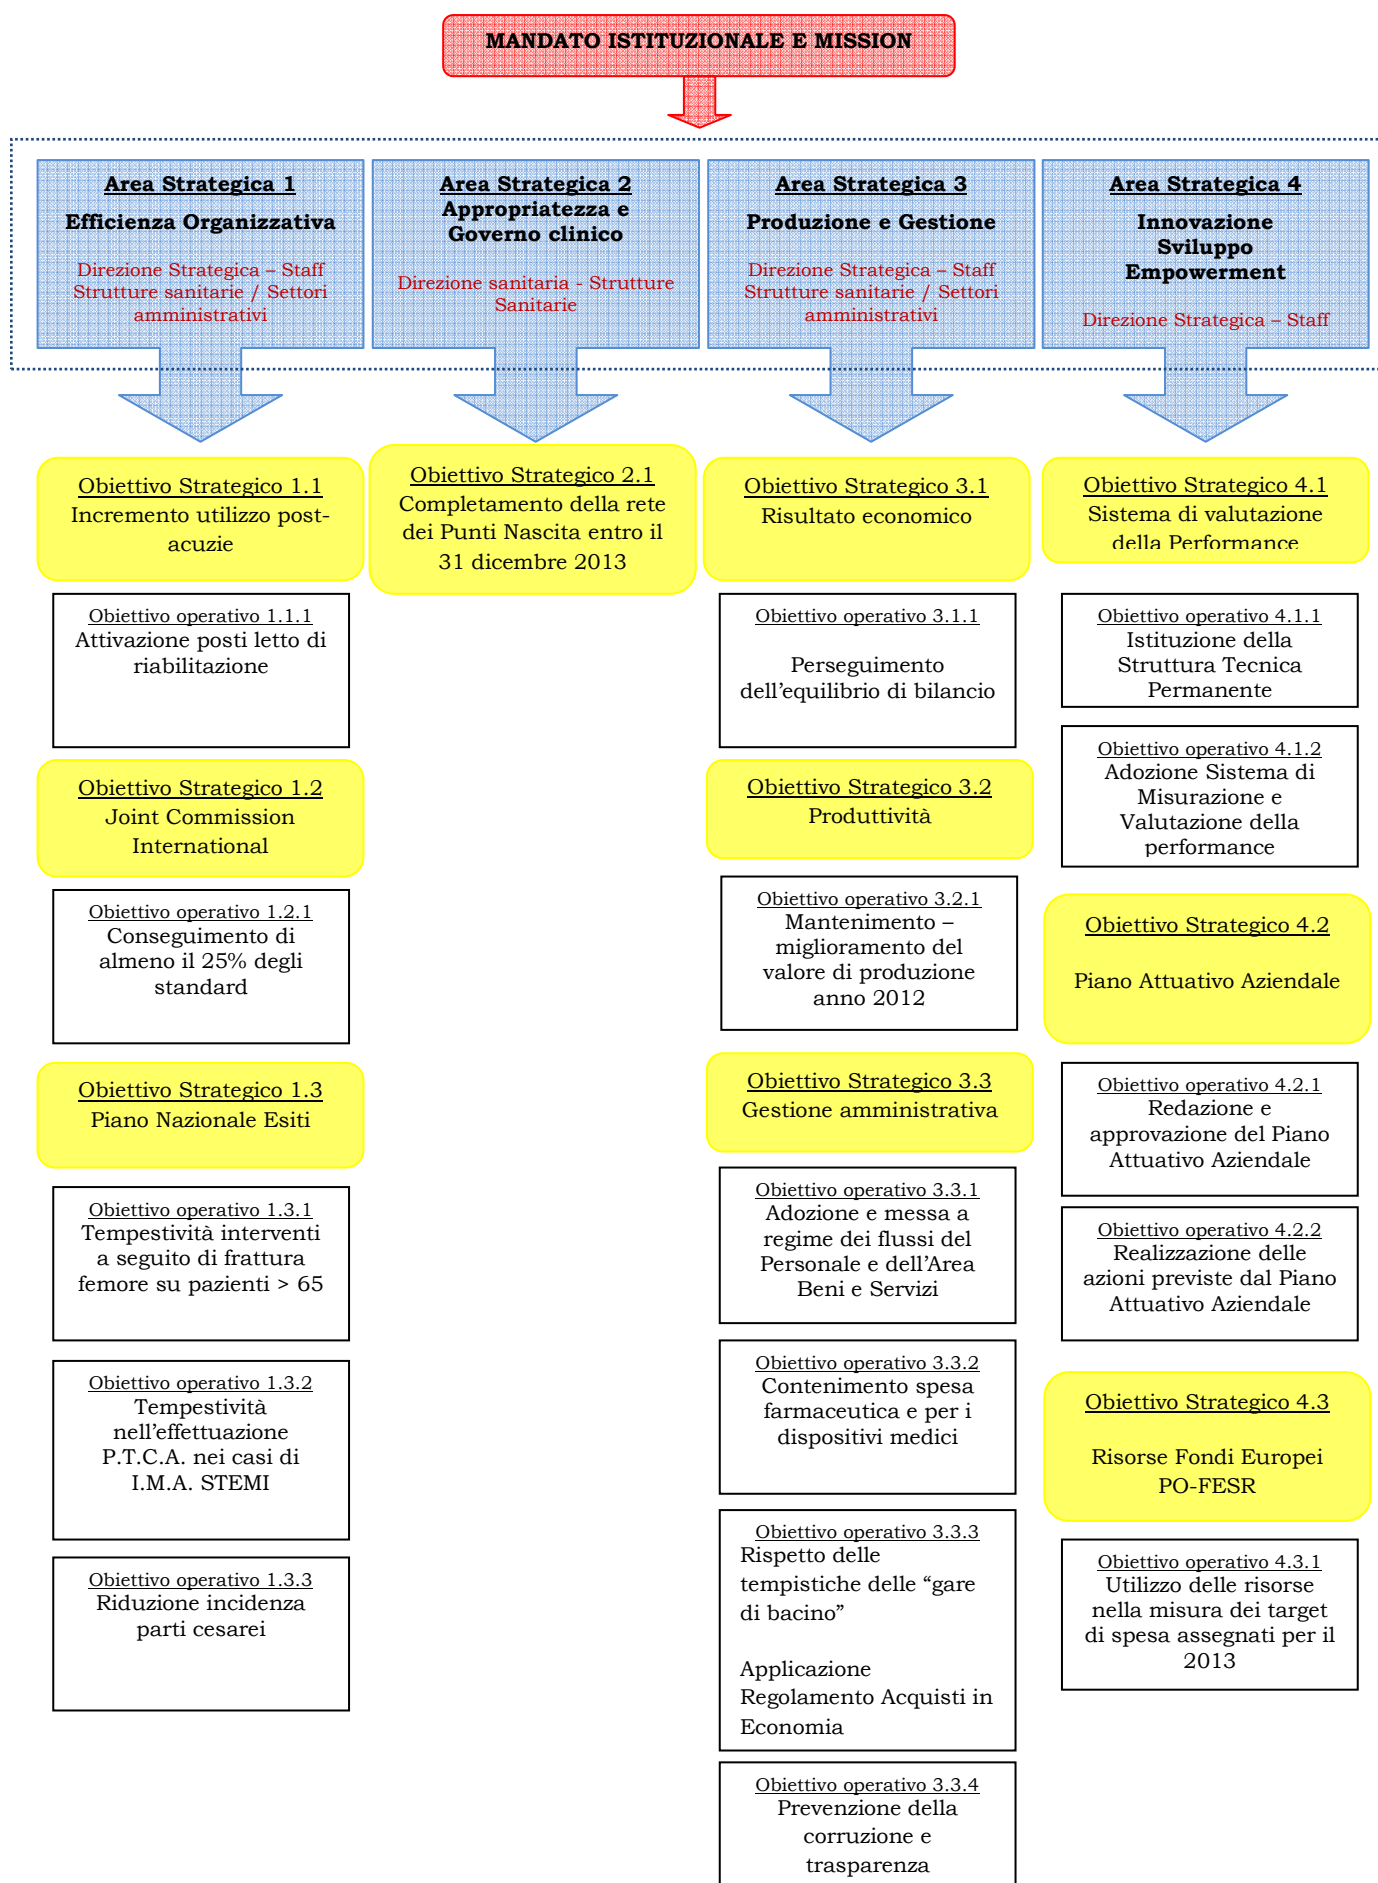 MANDATO ISTITUZIONALE E MISSION
Area Strategica 1
Efficienza Organizzativa
Direzione Strategica – Staff
Strutture sanitarie / Settori
amministrativi
Area Strategica 2
Appropriatezza e
Governo clinico
Direzione sanitaria - Strutture
Sanitarie
Area Strategica 3
Produzione e Gestione
Direzione Strategica – Staff
Strutture sanitarie / Settori
amministrativi
Area Strategica 4
Innovazione
Sviluppo
Empowerment
Direzione Strategica – Staff
Obiettivo Strategico 1.1
Incremento utilizzo post-
acuzie
Obiettivo operativo 1.1.1
Attivazione posti letto di
riabilitazione
Obiettivo Strategico 1.2
Joint Commission
International
Obiettivo operativo 1.2.1
Conseguimento di
almeno il 25% degli
standard
Obiettivo Strategico 1.3
Piano Nazionale Esiti
Obiettivo operativo 1.3.1
Tempestività interventi
a seguito di frattura
femore su pazienti > 65
Obiettivo operativo 1.3.2
Tempestività
nell’effettuazione
P.T.C.A. nei casi di
I.M.A. STEMI
Obiettivo operativo 1.3.3
Riduzione incidenza
parti cesarei
Obiettivo Strategico 2.1
Completamento della rete
dei Punti Nascita entro il
31 dicembre 2013
Obiettivo Strategico 3.1
Risultato economico
Obiettivo operativo 3.1.1
Perseguimento
dell’equilibrio di bilancio
Obiettivo Strategico 3.2
Produttività
Obiettivo operativo 3.2.1
Mantenimento –
miglioramento del
valore di produzione
anno 2012
Obiettivo Strategico 3.3
Gestione amministrativa
Obiettivo operativo 3.3.1
Adozione e messa a
regime dei flussi del
Personale e dell’Area
Beni e Servizi
Obiettivo operativo 3.3.2
Contenimento spesa
farmaceutica e per i
dispositivi medici
Obiettivo operativo 3.3.3
Rispetto delle
tempistiche delle “gare
di bacino”
Applicazione
Regolamento Acquisti in
Economia
Obiettivo operativo 3.3.4
Prevenzione della
corruzione e
trasparenza
Obiettivo Strategico 4.1
Sistema di valutazione
della Performance
Obiettivo operativo 4.1.1
Istituzione della
Struttura Tecnica
Permanente
Obiettivo operativo 4.1.2
Adozione Sistema di
Misurazione e
Valutazione della
performance
Obiettivo Strategico 4.2
Piano Attuativo Aziendale
Obiettivo operativo 4.2.1
Redazione e
approvazione del Piano
Attuativo Aziendale
Obiettivo operativo 4.2.2
Realizzazione delle
azioni previste dal Piano
Attuativo Aziendale
Obiettivo Strategico 4.3
Risorse Fondi Europei
PO-FESR
Obiettivo operativo 4.3.1
Utilizzo delle risorse
nella misura dei target
di spesa assegnati per il
2013